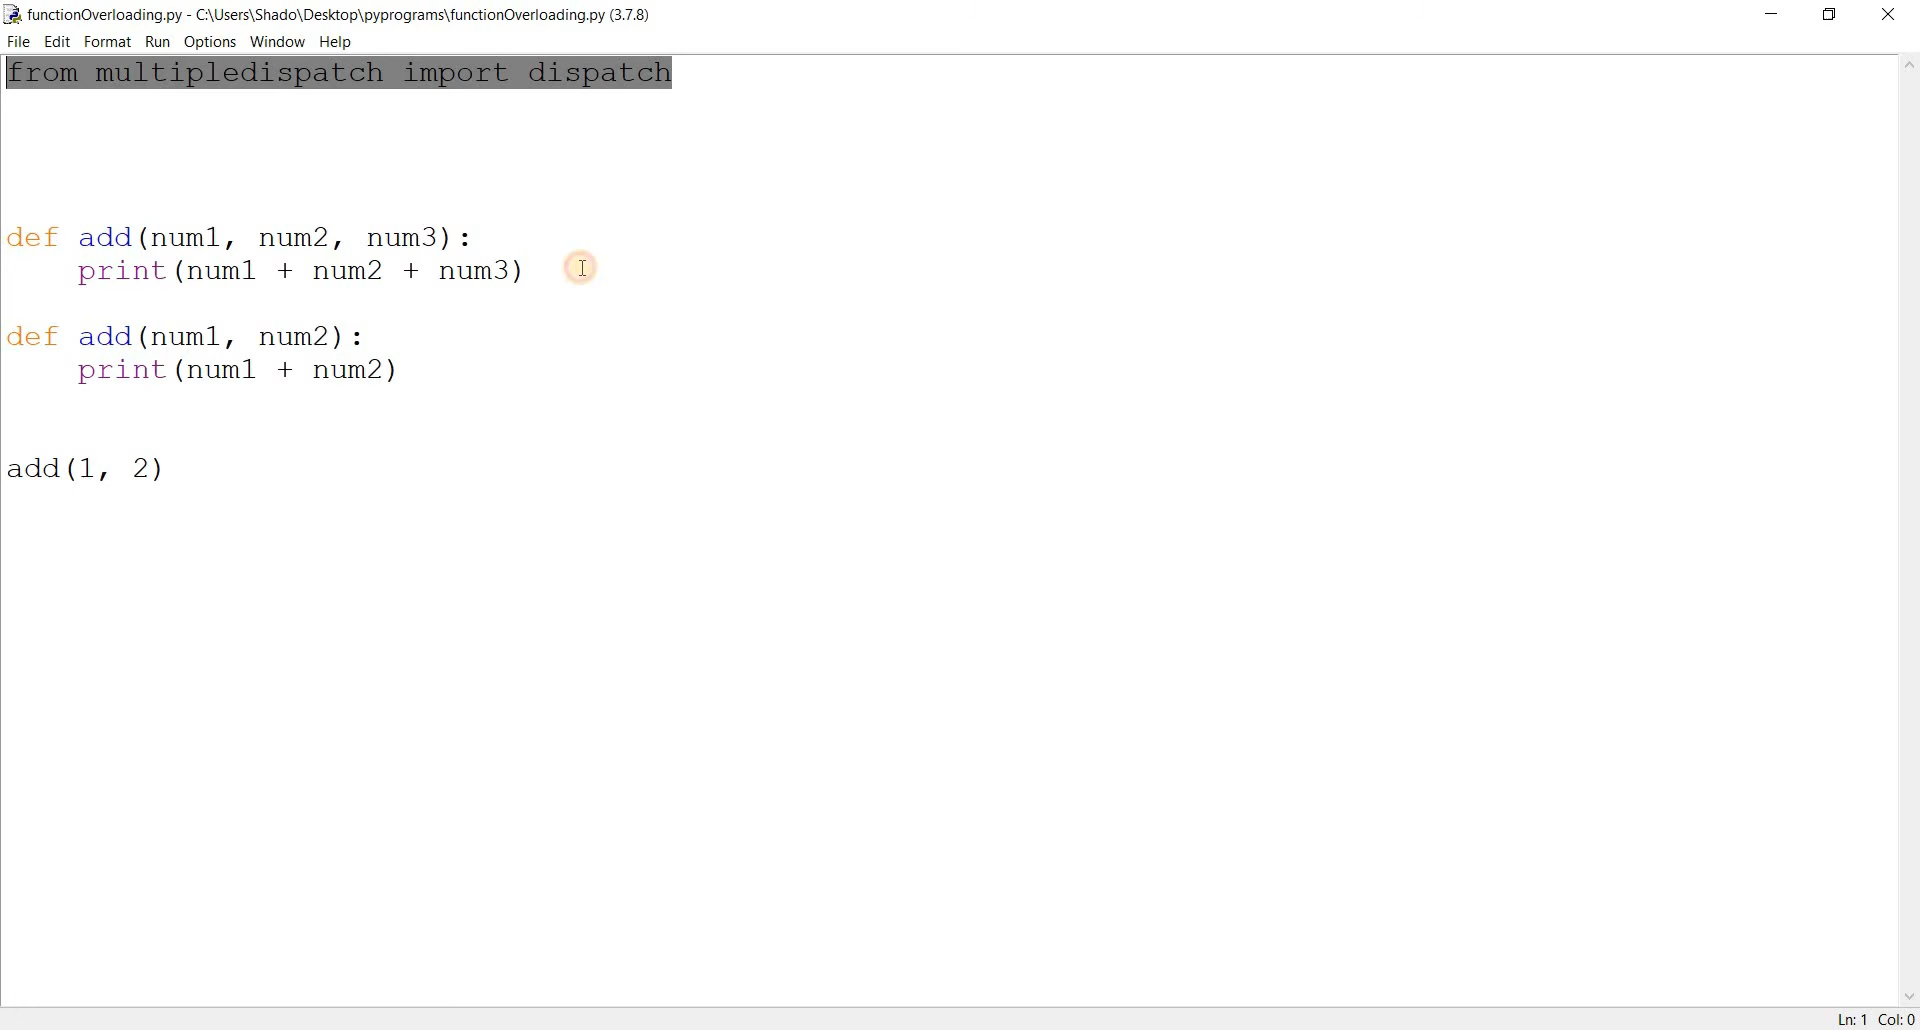 functionOverloading.py - C:\Users\Shado\Desktop\pyprograms\functionOverloading.py (3.7.8)
File Edit Format Run Options Window Help
from multipledispatch import dispatch
def add(num1, num2, num3):
    print(num1 + num2 + num3)
def add(num1, num2):
    print(num1 + num2)
add(1, 2)
Ln: 1 Col: 0